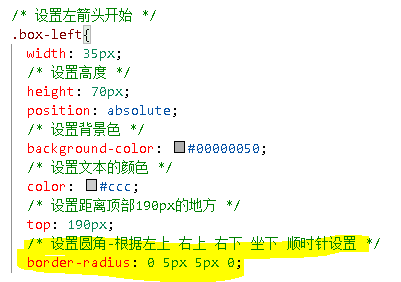 /* 设置左箭头开始 */
.box-left{
width: 35px;
/* 设置高度 */
height: 70px;
position: absolute;
/* 设置背景色 */
background-color: #00000050;
/* 设置文本的颜色 */
color: #ccc;
/* 设置距离顶部190px的地方 */
top: 190px;
/* 设置圆角-根据左上 右上 右下 坐下 顺时针设置 */
border-radius: 0 5px 5px 0;